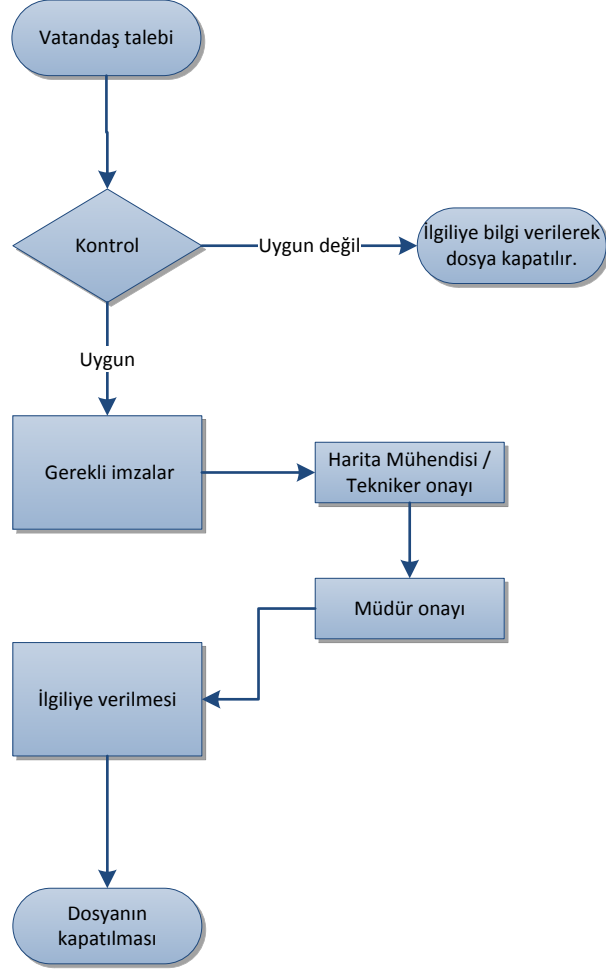 Vatandaş talebi
Kontrol
Uygun değil
İlgiliye bilgi verilerek
dosya kapatılır.
Uygun
Gerekli imzalar
Harita Mühendisi /
Tekniker onayı
Müdür onayı
İlgiliye verilmesi
Dosyanın
kapatılması